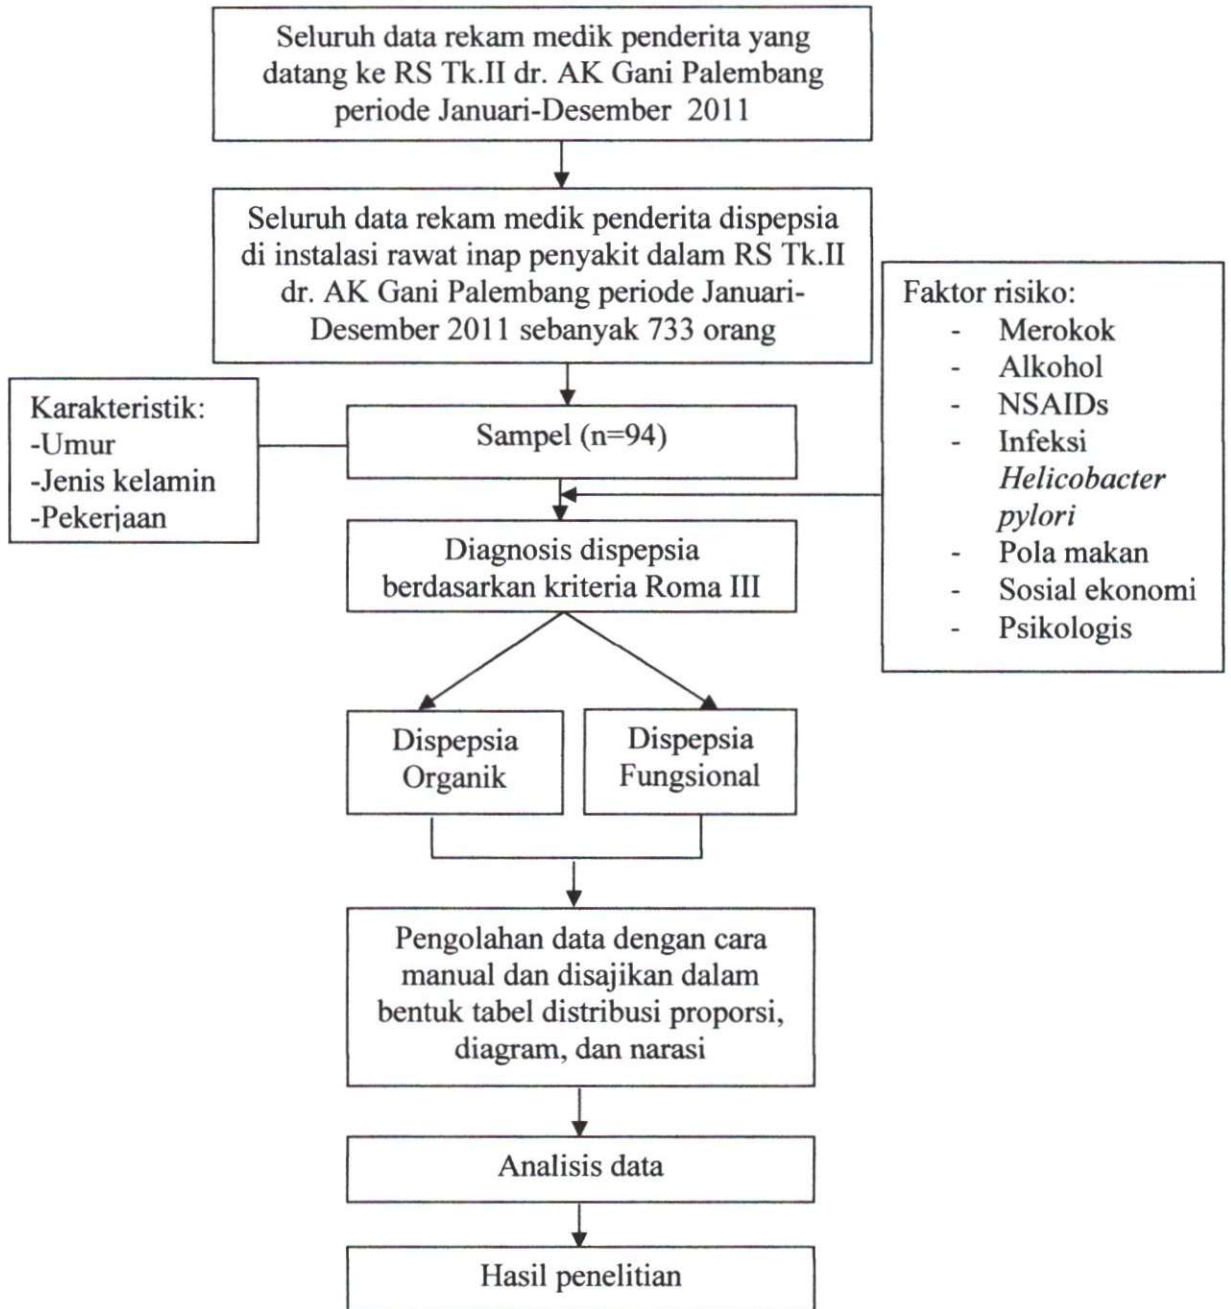 Seluruh data rekam medik penderita yang
datang ke RS Tk.II dr. AK Gani Palembang
periode Januari-Desember 2011
Seluruh data rekam medik penderita dispepsia
di instalasi rawat inap penyakit dalam RS Tk.II
dr. AK Gani Palembang periode Januari-
Desember 2011 sebanyak 733 orang
Faktor risiko:
- Merokok
- Alkohol
- NSAIDs
- Infeksi
Helicobacter
pylori
- Pola makan
- Sosial ekonomi
- Psikologis
Karakteristik:
-Umur
-Jenis kelamin
-Pekerjaan
Sampel (n=94)
Diagnosis dispepsia
berdasarkan kriteria Roma III
Dispepsia
Organik
Dispepsia
Fungsional
Pengolahan data dengan cara
manual dan disajikan dalam
bentuk tabel distribusi proporsi,
diagram, dan narasi
Analisis data
Hasil penelitian